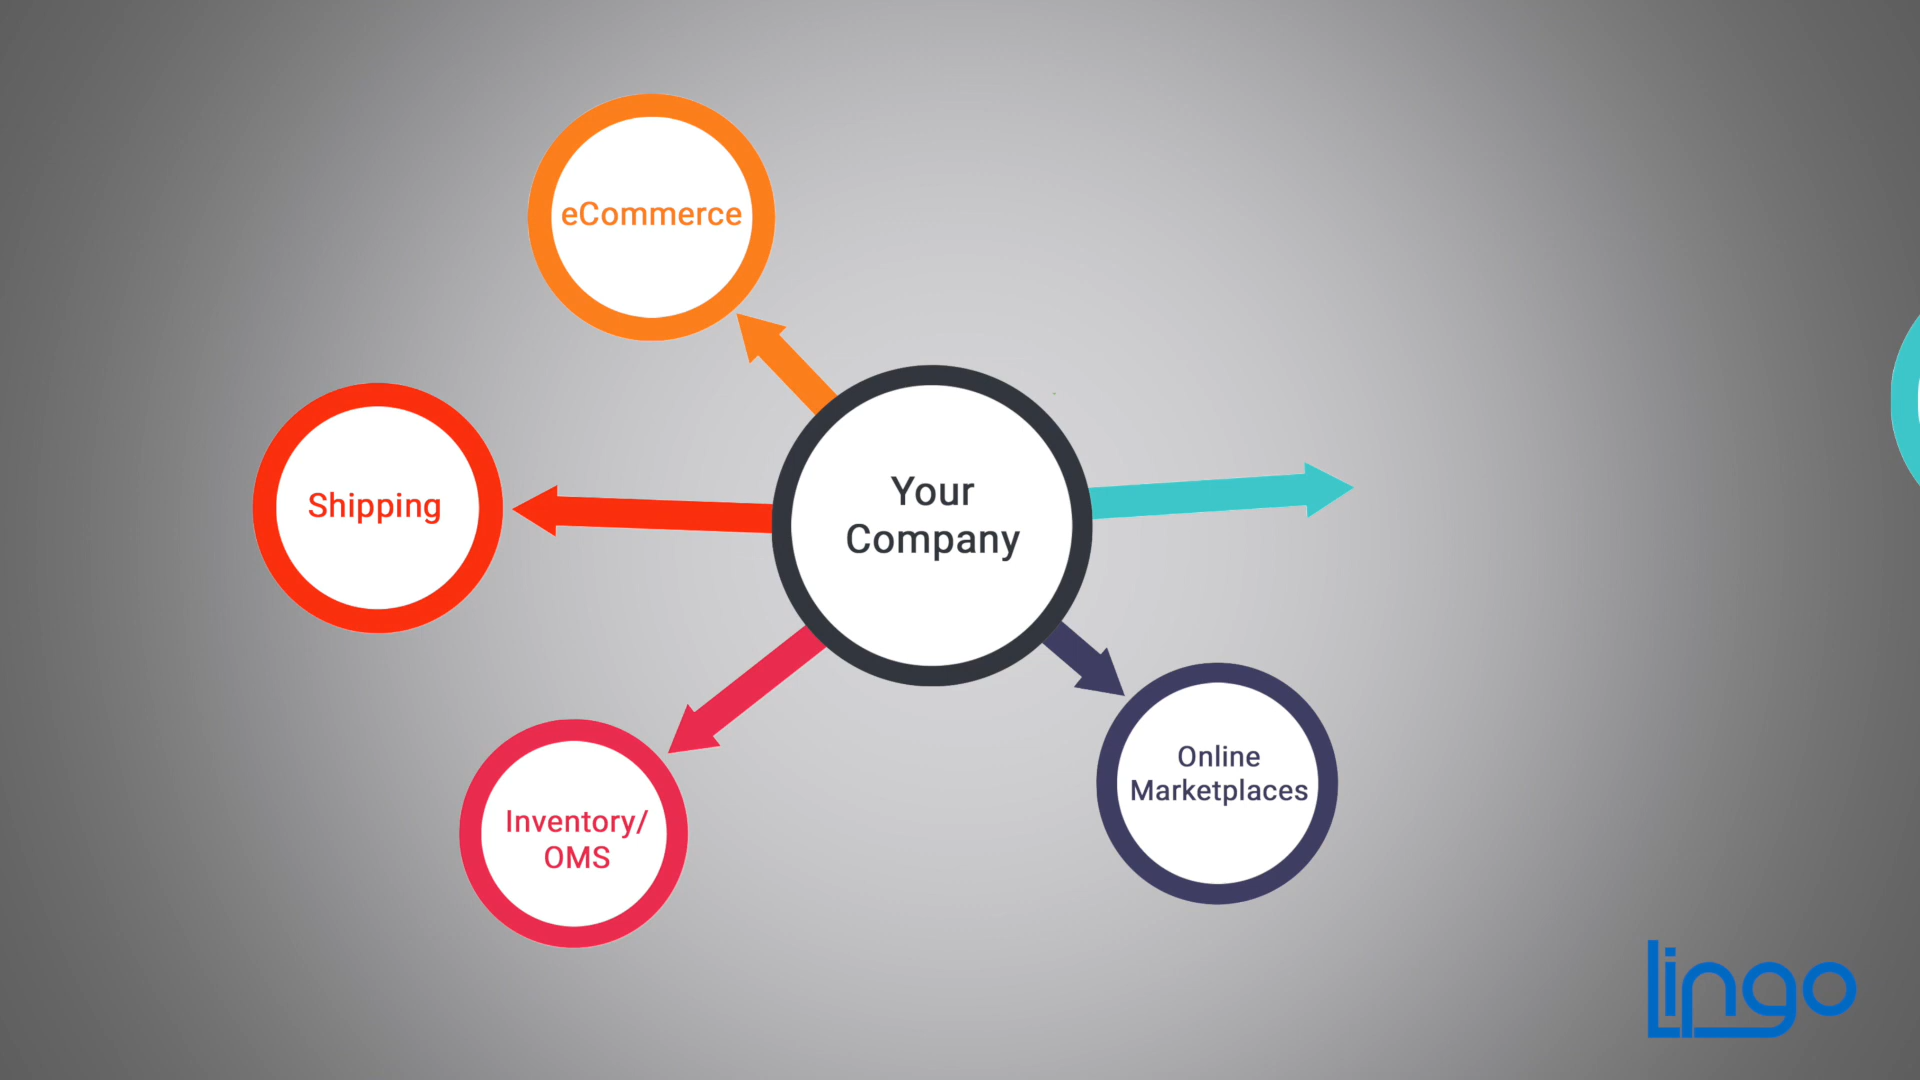 eCommerce
Shipping
Your
Company
Online
Marketplaces
Inventory/
OMS
Lingo